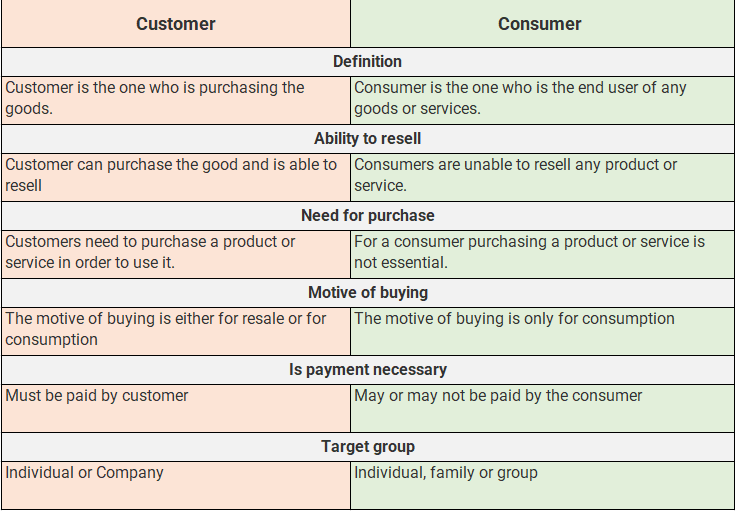 Customer
Consumer
Definition
Customer is the one who is purchasing the
goods.
Consumer is the one who is the end user of any
goods or services.
Ability to resell
Customer can purchase the good and is able to
resell
Consumers are unable to resell any product or
service.
Need for purchase
Customers need to purchase a product or
service in order to use it.
For a consumer purchasing a product or service is
not essential.
Motive of buying
The motive of buying is either for resale or for
consumption
The motive of buying is only for consumption
Is payment necessary
Must be paid by customer
May or may not be paid by the consumer
Target group
Individual or Company
Individual, family or group